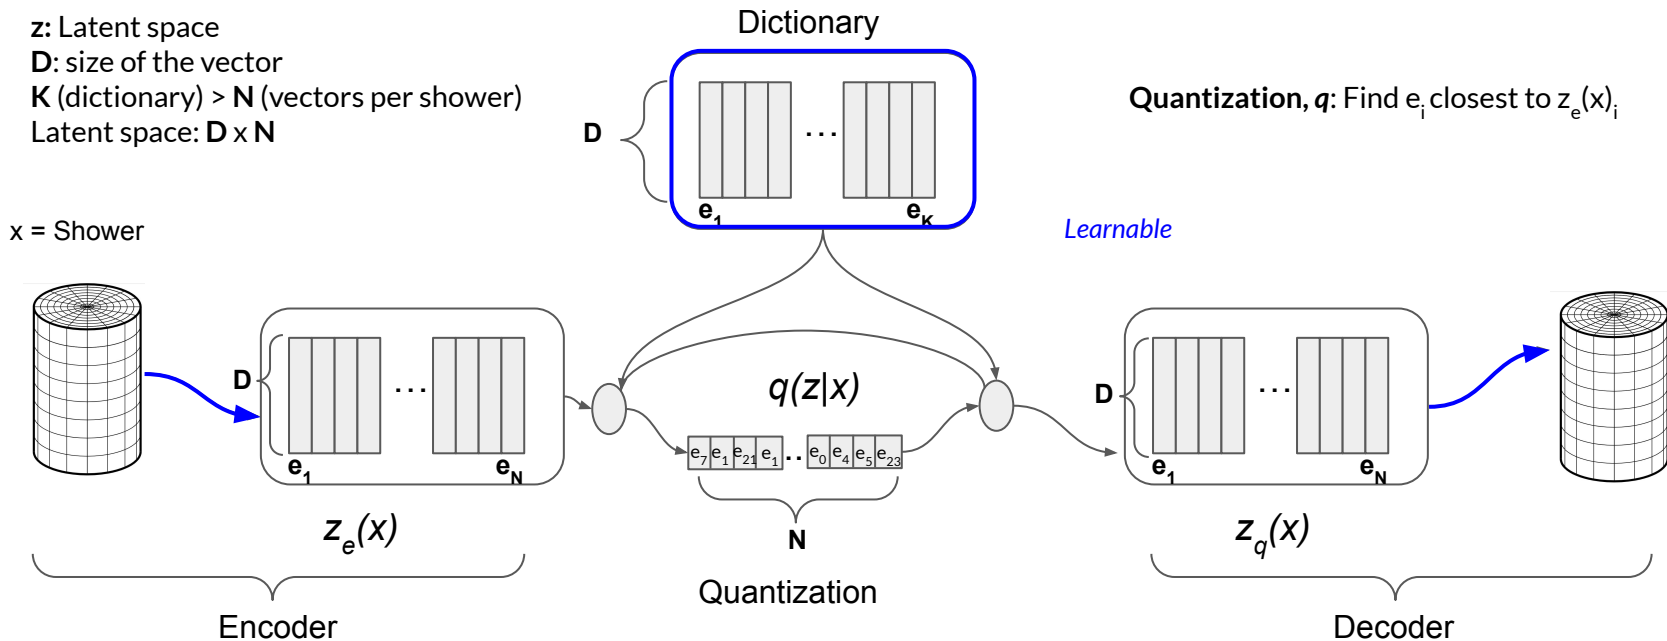 z: Latent space
D: size of the vector
K (dictionary) > N (vectors per shower)
Latent space: D x N
Dictionary
D
...
e1 eK
Quantization, q: Find ei closest to ze(x)i
Learnable
x = Shower
D
...
e1 eN
ze(x)
Encoder
q(z|x)
e7 e1 e21 e1 .. e0 e4 e5 e23
N
Quantization
D
...
e1 eN
zq(x)
Decoder